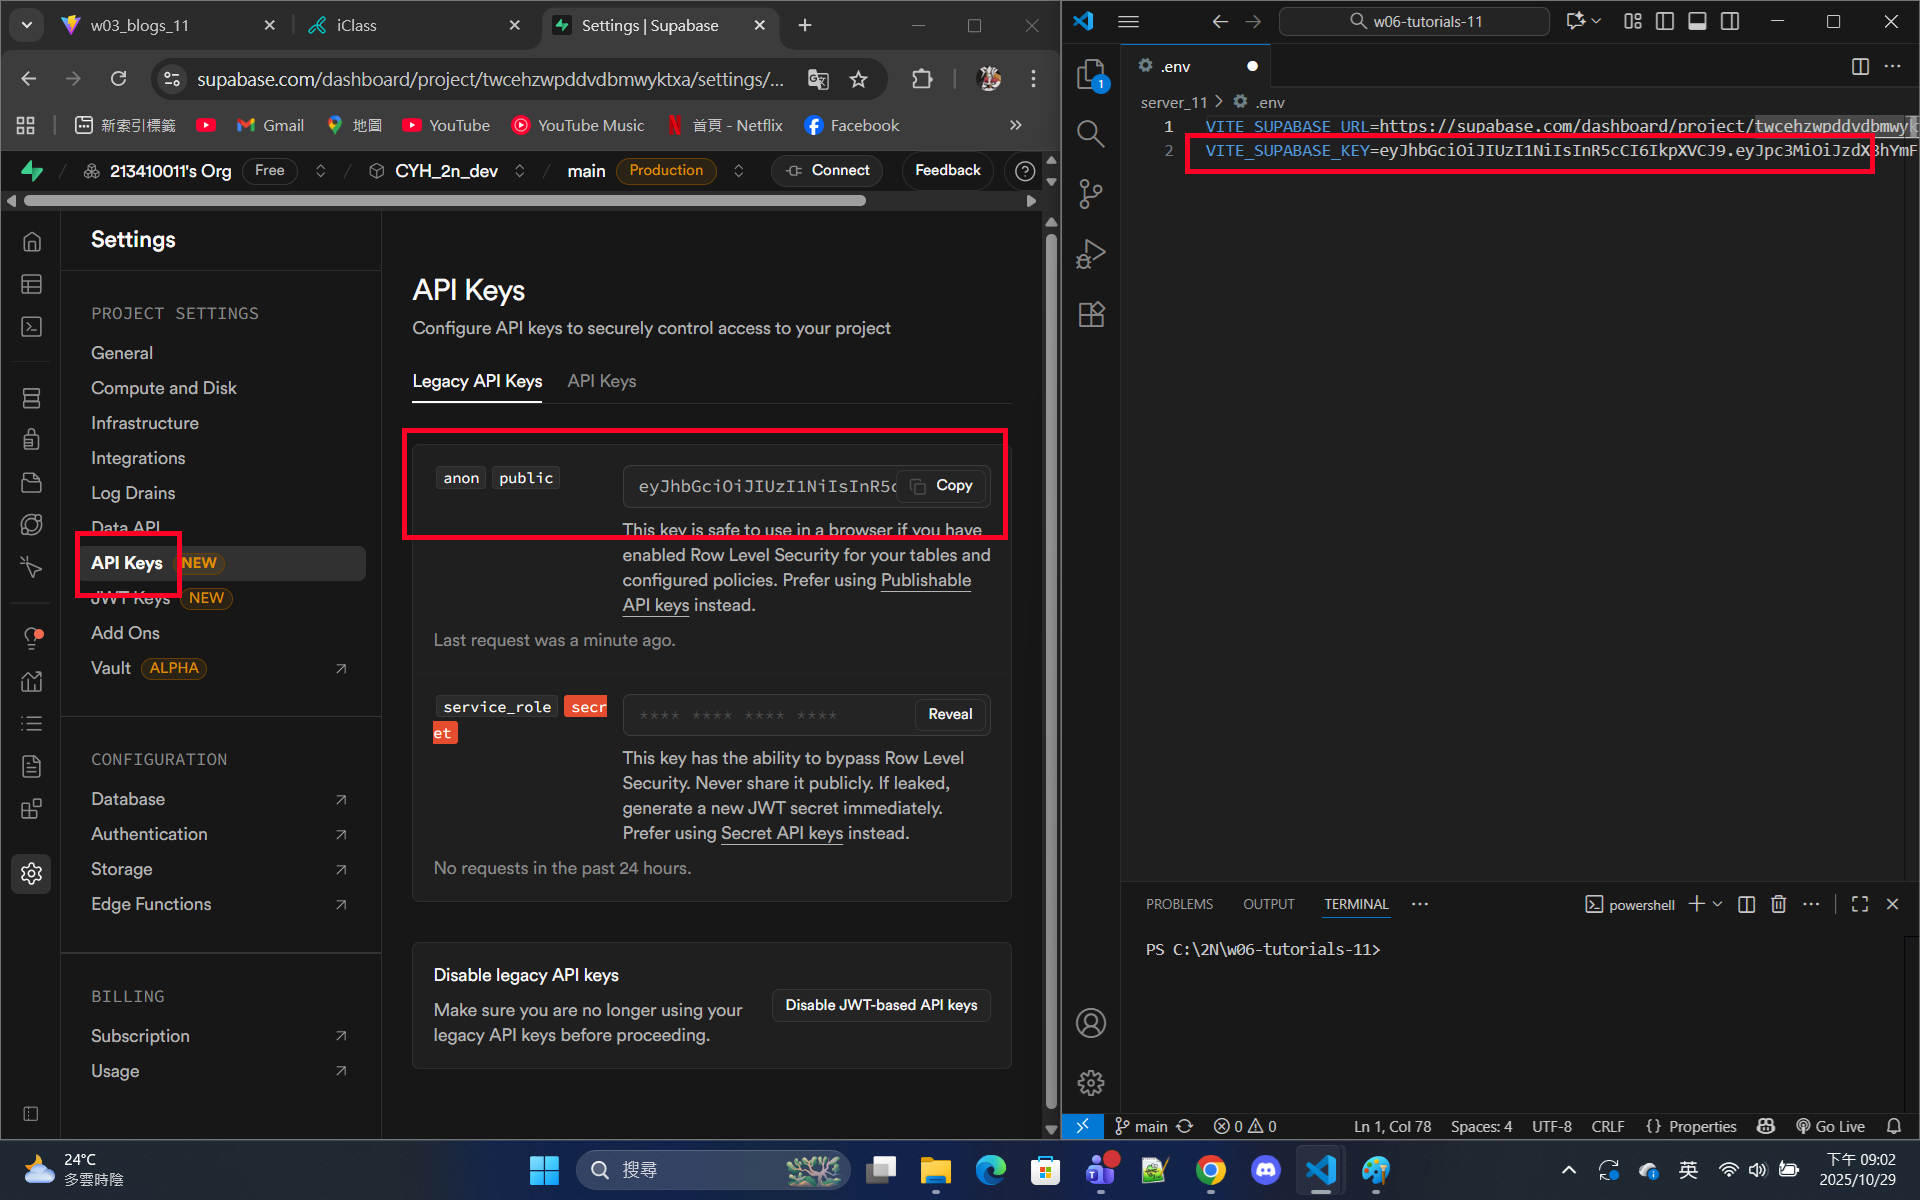 w03_blogs_11
iClass
Settings | Supabase
supabase.com/dashboard/project/twcehzwpddvdbmwyktxa/settings/...
新索引標籤
Gmail
地圖
YouTube
YouTube Music
首頁 - Netflix
Facebook
213410011's Org
Free
CYH_2n_dev
main
Production
Connect
Feedback
Settings
PROJECT SETTINGS
General
Compute and Disk
Infrastructure
Integrations
Log Drains
Data API
API Keys NEW
JWT Keys NEW
Add Ons
Vault ALPHA
CONFIGURATION
Database
Authentication
Storage
Edge Functions
BILLING
Subscription
Usage
API Keys
Configure API keys to securely control access to your project
Legacy API Keys
API Keys
anon public
eyJhbGciOiJIUzI1NiIsInR5c
Copy
This key is safe to use in a browser if you have
enabled Row Level Security for your tables and
configured policies. Prefer using Publishable
API keys instead.
Last request was a minute ago.
service_role secr
et
**** **** **** ****
Reveal
This key has the ability to bypass Row Level
Security. Never share it publicly. If leaked,
generate a new JWT secret immediately.
Prefer using Secret API keys instead.
No requests in the past 24 hours.
Disable legacy API keys
Make sure you are no longer using your
legacy API keys before proceeding.
Disable JWT-based API keys
w06-tutorials-11
1
.env
server_11 > .env
1 VITE_SUPABASE_URL=https://supabase.com/dashboard/project/twcehzwpddvdbmwyk
2 VITE_SUPABASE_KEY=eyJhbGciOiJIUzI1NiIsInR5cCI6IkpXVCJ9.eyJpc3MiOiJzdXBhYmF
PROBLEMS
OUTPUT
TERMINAL
powershell
PS C:\2N\w06-tutorials-11>
main
0
0
Ln 1, Col 78
Spaces: 4
UTF-8
CRLF
{ } Properties
Go Live
24°C
多雲時陰
搜尋
英
下午 09:02
2025/10/29